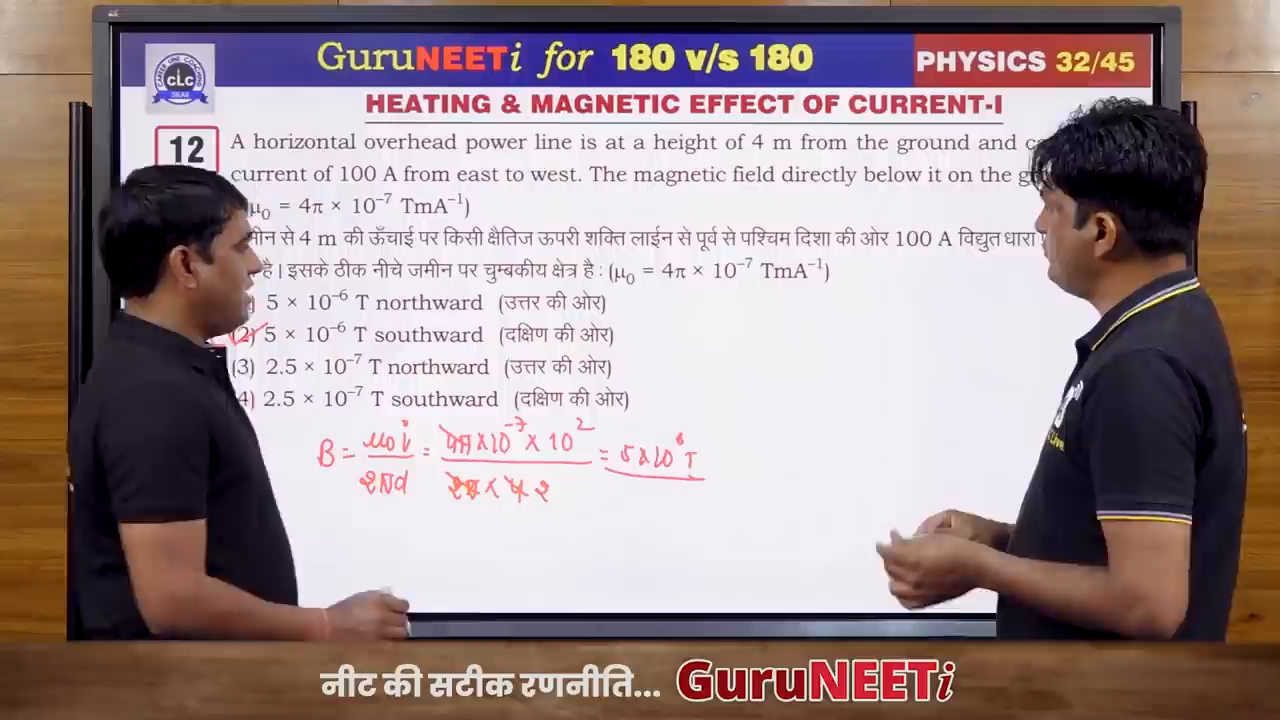 GuruNEETi for 180 v/s 180
PHYSICS 32/45
CLC
SIKAR
HEATING & MAGNETIC EFFECT OF CURRENT-I
12
A horizontal overhead power line is at a height of 4 m from the ground and
current of 100 A from east to west. The magnetic field directly below it on the
μ₀ = 4π × 10⁻⁷ TmA⁻¹)
से 4 m की ऊँचाई पर किसी क्षैतिज ऊपरी शक्ति लाईन से पूर्व से पश्चिम दिशा की ओर 100 A विद्युत धारा
है। इसके ठीक नीचे जमीन पर चुम्बकीय क्षेत्र है : (μ₀ = 4π × 10⁻⁷ TmA⁻¹)
5 × 10⁻⁶ T northward (उत्तर की ओर)
(2) 5 × 10⁻⁶ T southward (दक्षिण की ओर)
(3) 2.5 × 10⁻⁷ T northward (उत्तर की ओर)
4) 2.5 × 10⁻⁷ T southward (दक्षिण की ओर)
B = μ₀i / 2πd = 4π × 10⁻⁷ × 10² / 2π × 4 2 = 5 × 10⁻⁶ T
नीट की सटीक रणनीति... GuruNEETi